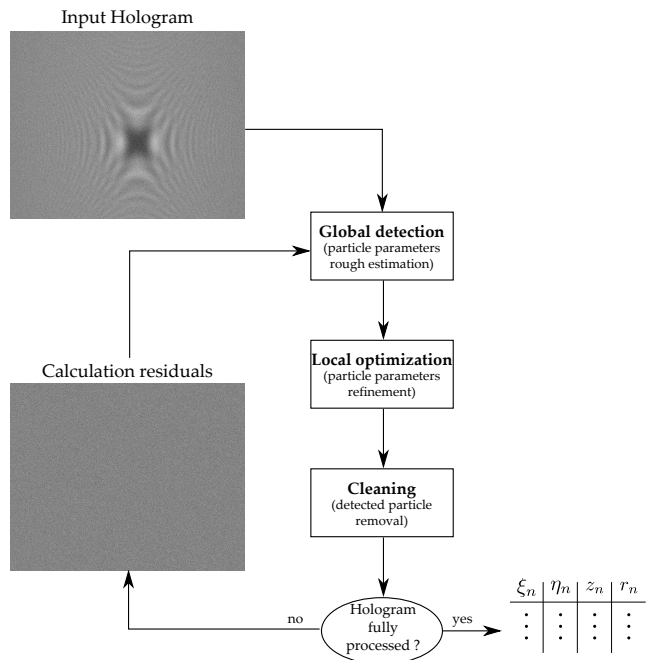 Input Hologram
Global detection
(particle parameters
rough estimation)
Local optimization
(particle parameters
refinement)
Calculation residuals
Cleaning
(detected particle
removal)
Hologram
fully
processed ?
no
yes
ξn ηn zn rn
⋮ ⋮ ⋮ ⋮